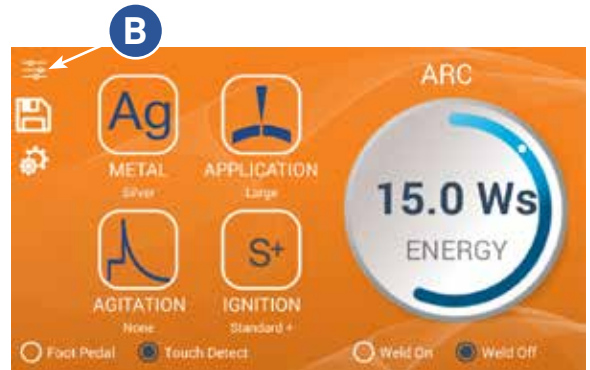 B
ARC
Ag
METAL
Silver
APPLICATION
Large
15.0 Ws
ENERGY
AGITATION
None
S+
IGNITION
Standard +
Foot Pedal
Touch Detect
Weld On
Weld Off